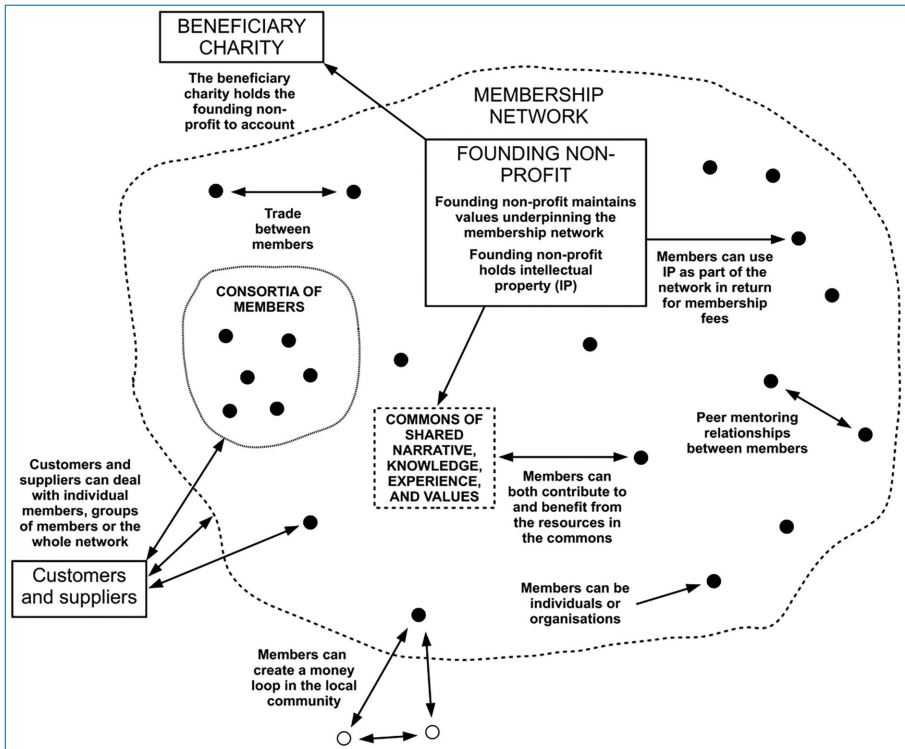 BENEFICIARY
CHARITY
The beneficiary
charity holds the
founding non-
profit to account
MEMBERSHIP
NETWORK
FOUNDING NON-
PROFIT
Founding non-profit maintains
values underpinning the
membership network
Founding non-profit
holds intellectual
property (IP)
Trade
between
members
Members can use
IP as part of the
network in return
for membership
fees
CONSORTIA OF
MEMBERS
COMMONS OF
SHARED
NARRATIVE,
KNOWLEDGE,
EXPERIENCE,
AND VALUES
Peer mentoring
relationships
between members
Members can
both contribute to
and benefit from
the resources in
the commons
Customers and
suppliers can deal
with individual
members, groups
of members or the
whole network
Customers
and suppliers
Members can be
individuals or
organisations
Members can
create a money
loop in the local
community